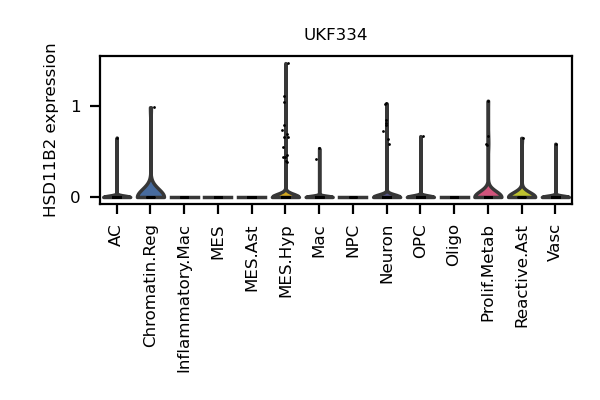 UKF334
HSD11B2 expression
1
0
AC
Chromatin.Reg
Inflammatory.Mac
MES
MES.Ast
MES.Hyp
Mac
NPC
Neuron
OPC
Oligo
Prolif.Metab
Reactive.Ast
Vasc